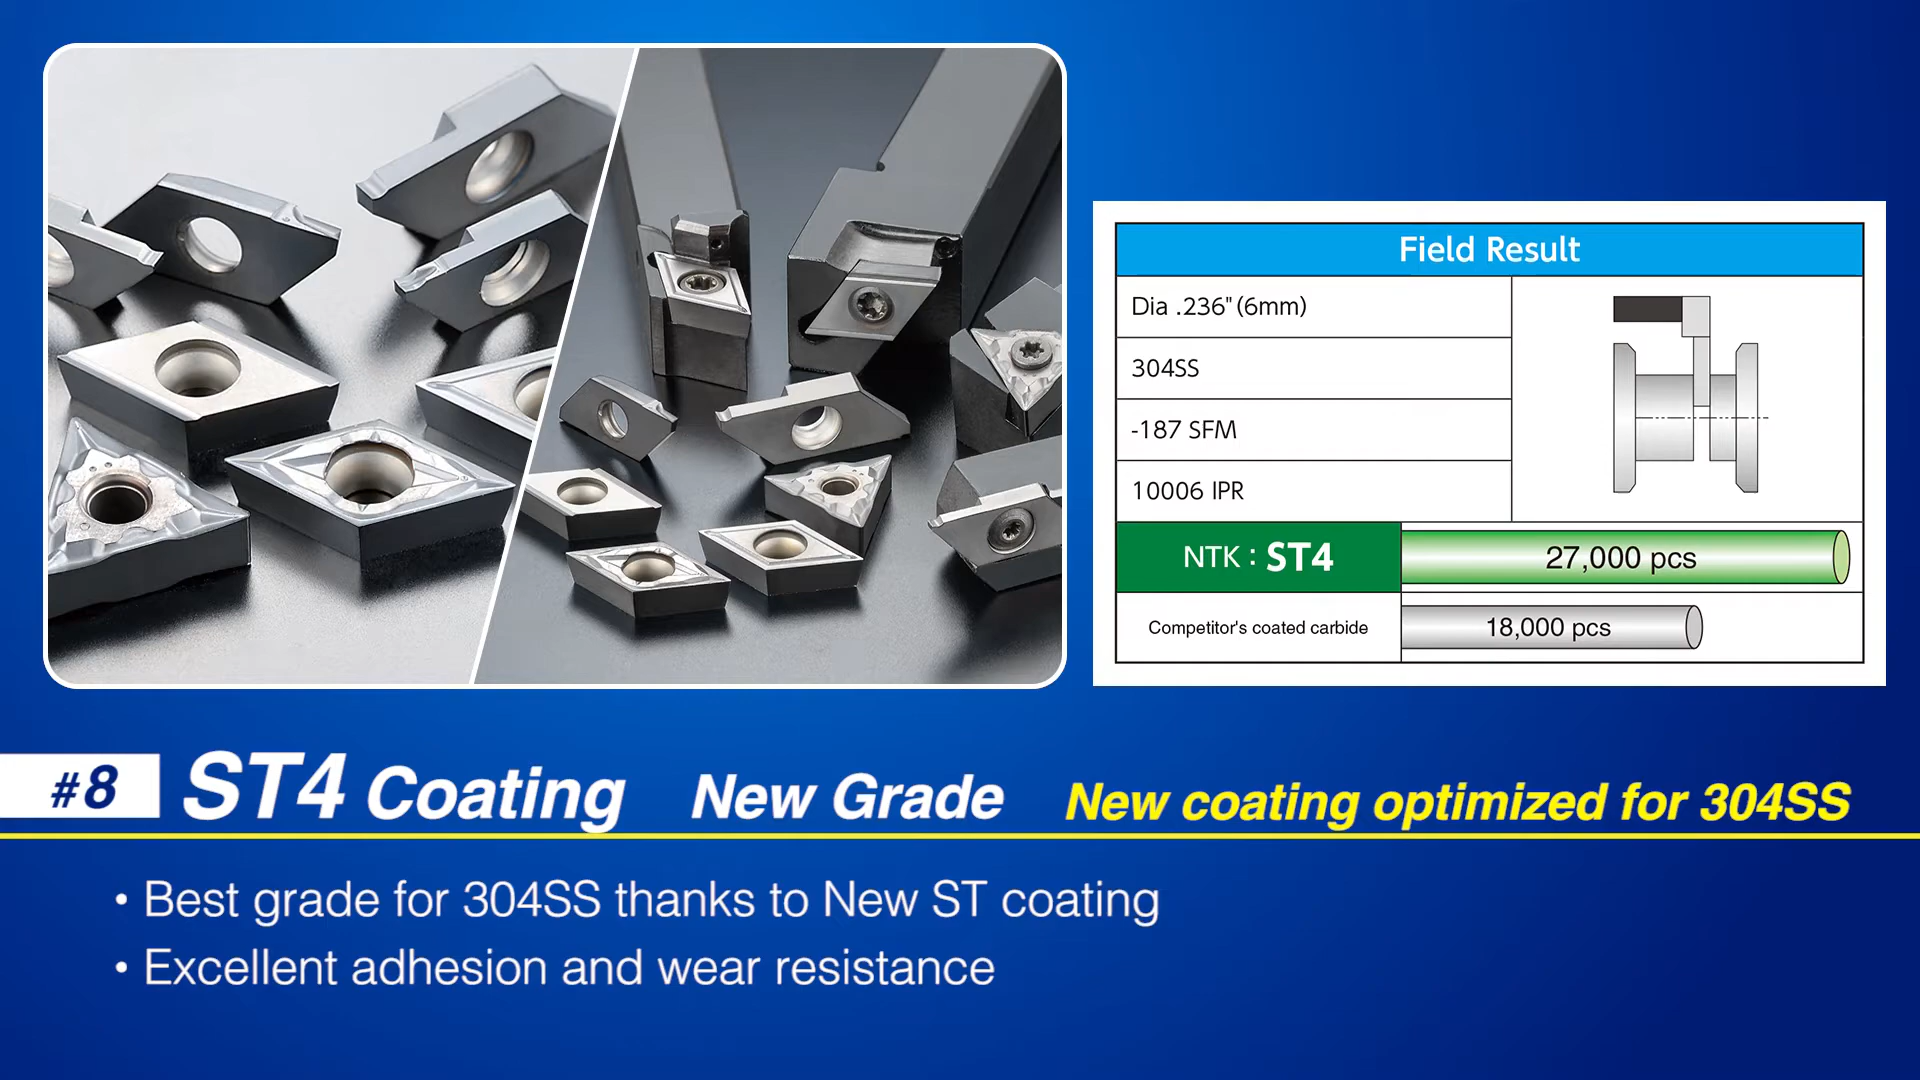 Field Result
Dia .236" (6mm)
304SS
-187 SFM
10006 IPR
NTK : ST4
27,000 pcs
Competitor's coated carbide
18,000 pcs
#8 ST4 Coating New Grade New coating optimized for 304SS
• Best grade for 304SS thanks to New ST coating
• Excellent adhesion and wear resistance